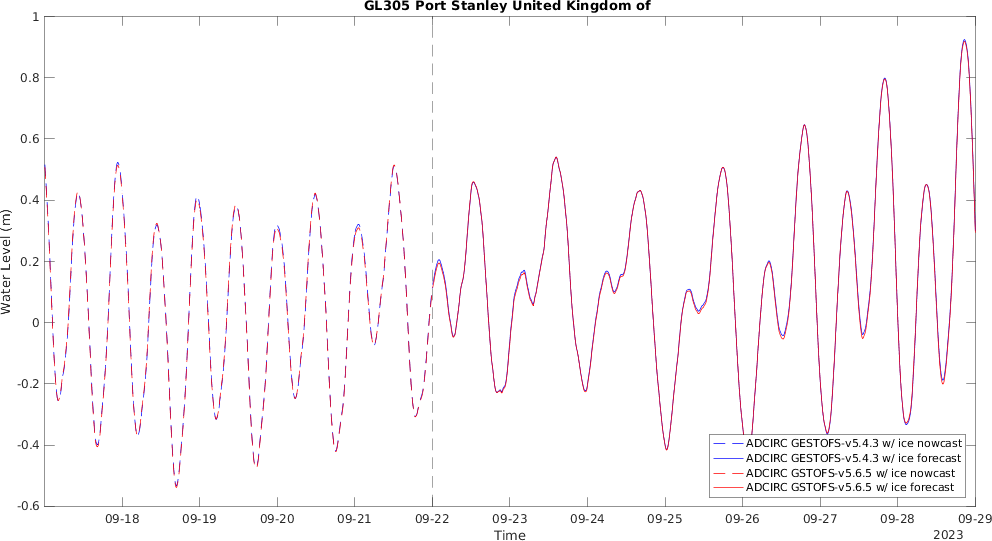 GL305 Port Stanley United Kingdom of
1
0.8
0.6
0.4
0.2
0
-0.2
-0.4
-0.6
Water Level (m)
ADCIRC GESTOFS-v5.4.3 w/ ice nowcast
ADCIRC GESTOFS-v5.4.3 w/ ice forecast
ADCIRC GSTOFS-v5.6.5 w/ ice nowcast
ADCIRC GSTOFS-v5.6.5 w/ ice forecast
09-18 09-19 09-20 09-21 09-22 09-23 09-24 09-25 09-26 09-27 09-28 09-29
Time
2023